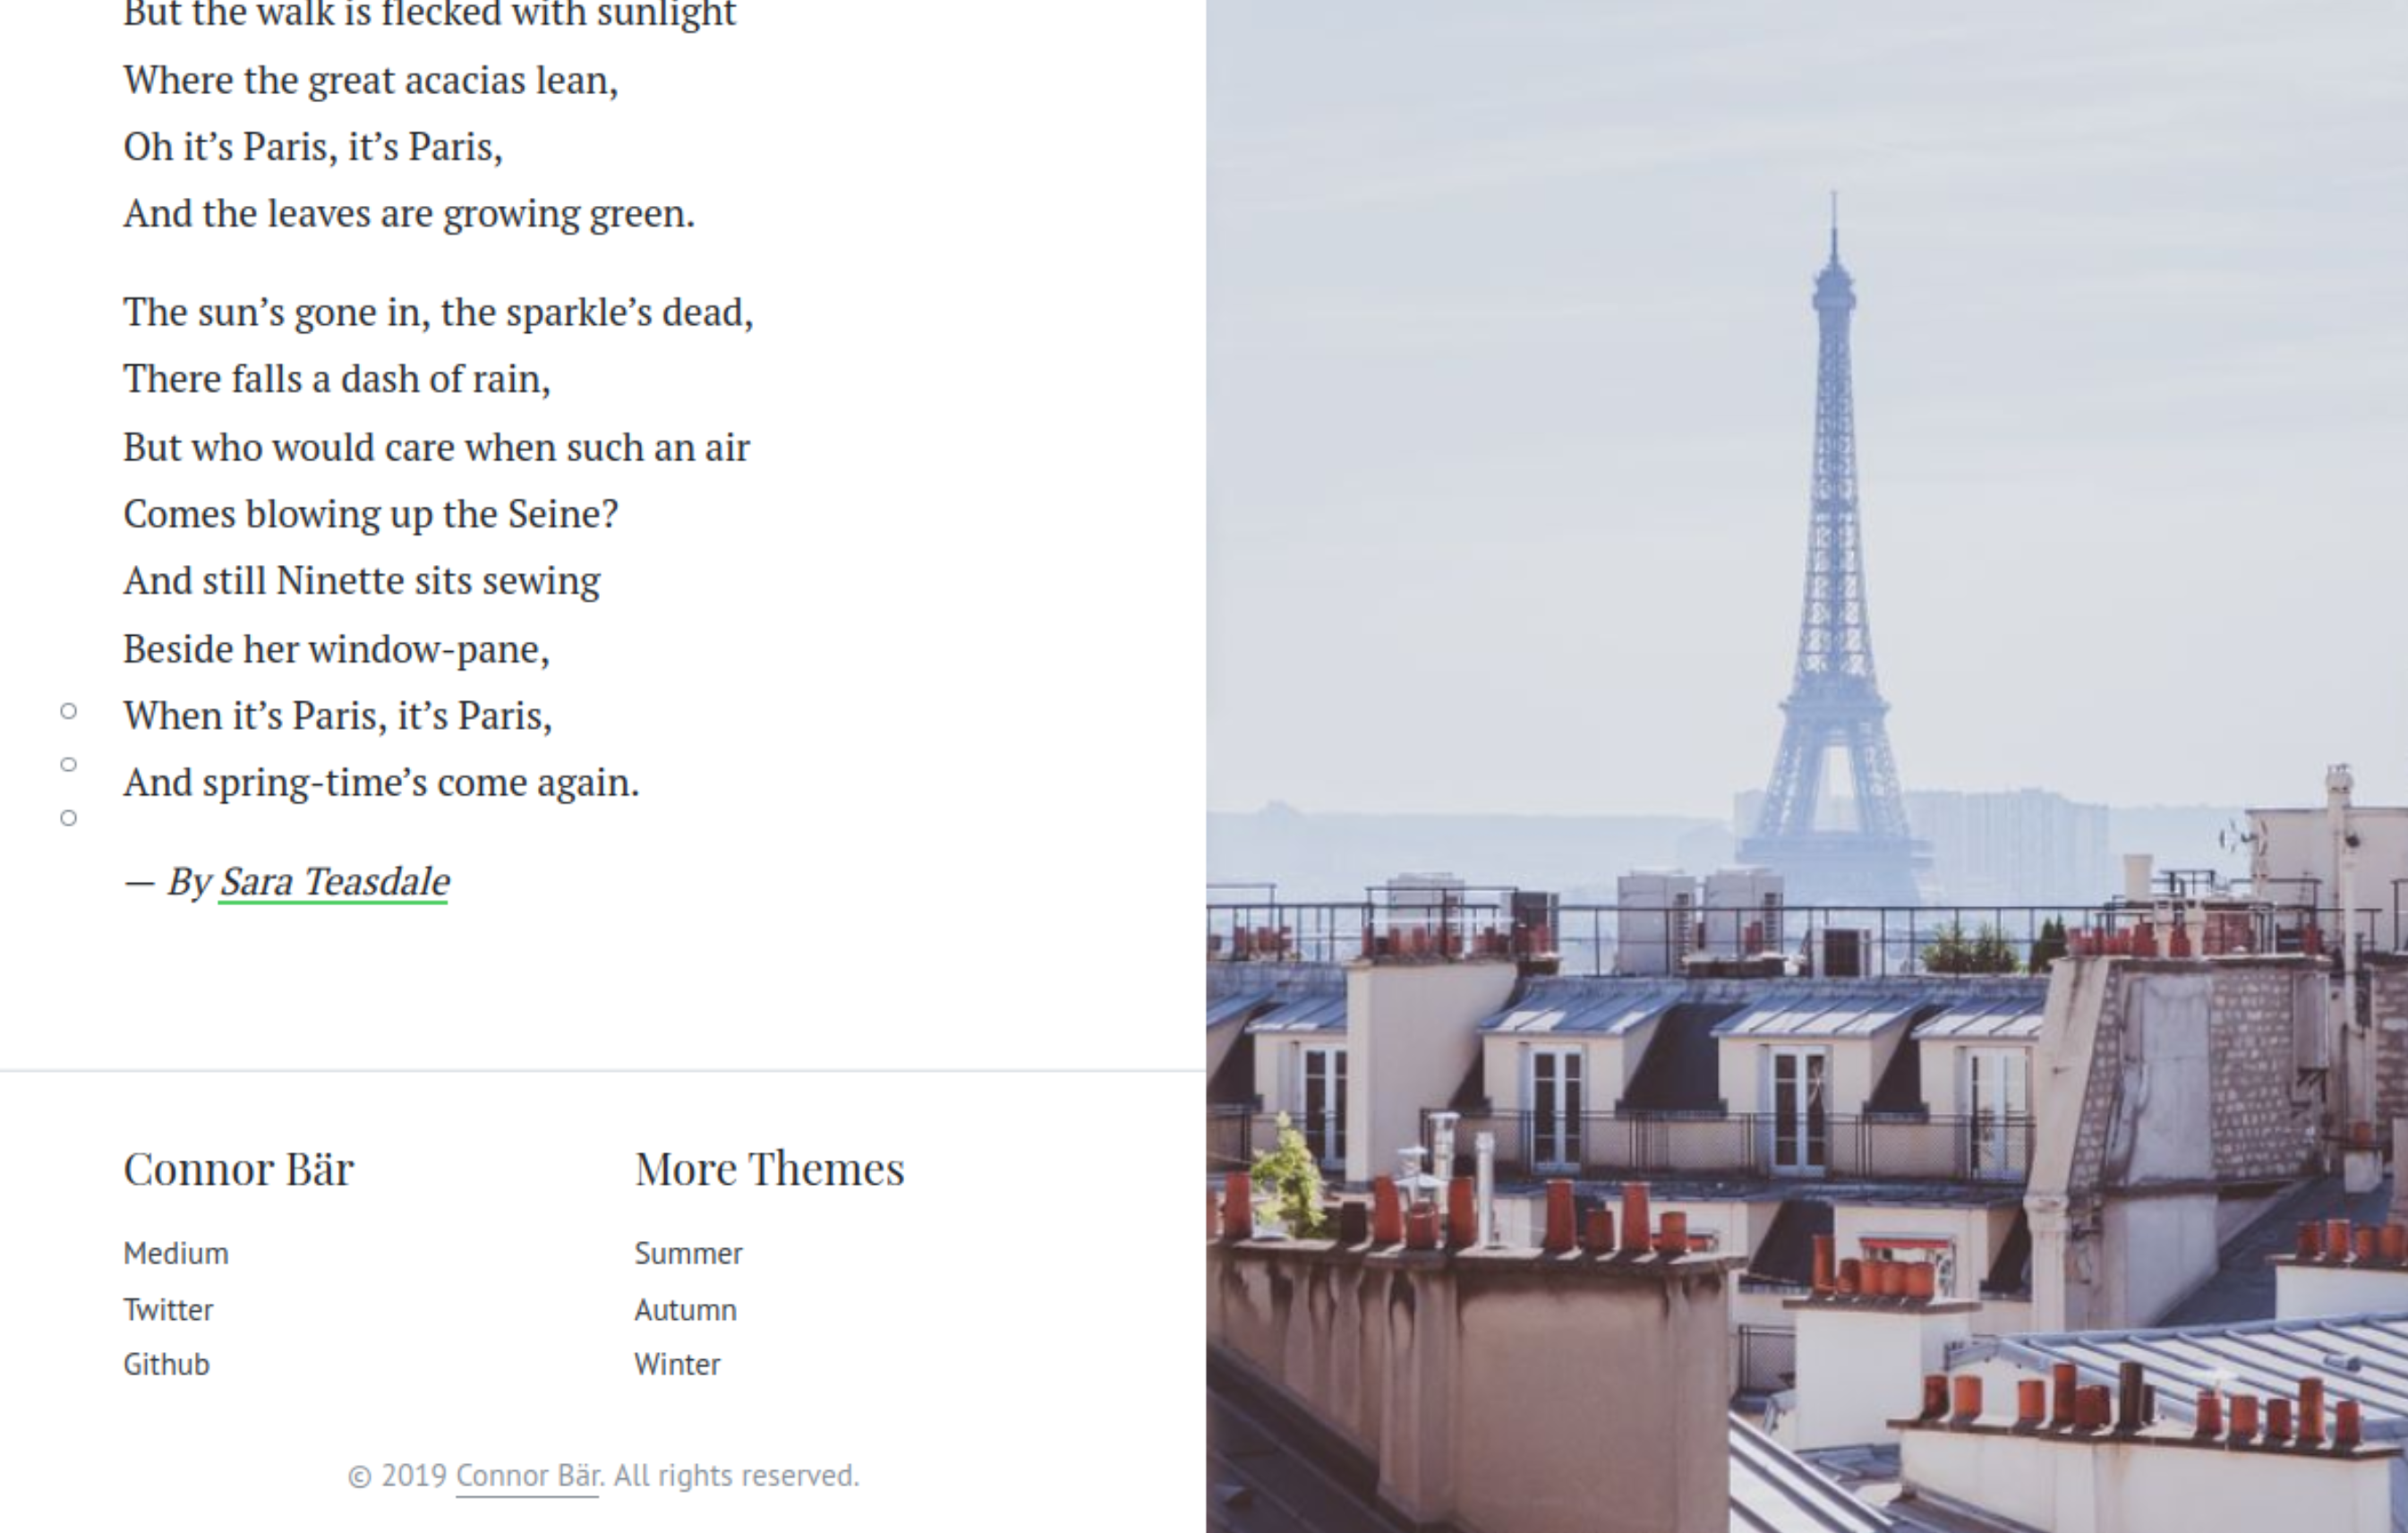 But the walk is flecked with sunlight
Where the great acacias lean,
Oh it’s Paris, it’s Paris,
And the leaves are growing green.
The sun’s gone in, the sparkle’s dead,
There falls a dash of rain,
But who would care when such an air
Comes blowing up the Seine?
And still Ninette sits sewing
Beside her window-pane,
When it’s Paris, it’s Paris,
And spring-time’s come again.
— By Sara Teasdale
Connor Bär
Medium
Twitter
Github
More Themes
Summer
Autumn
Winter
© 2019 Connor Bär. All rights reserved.